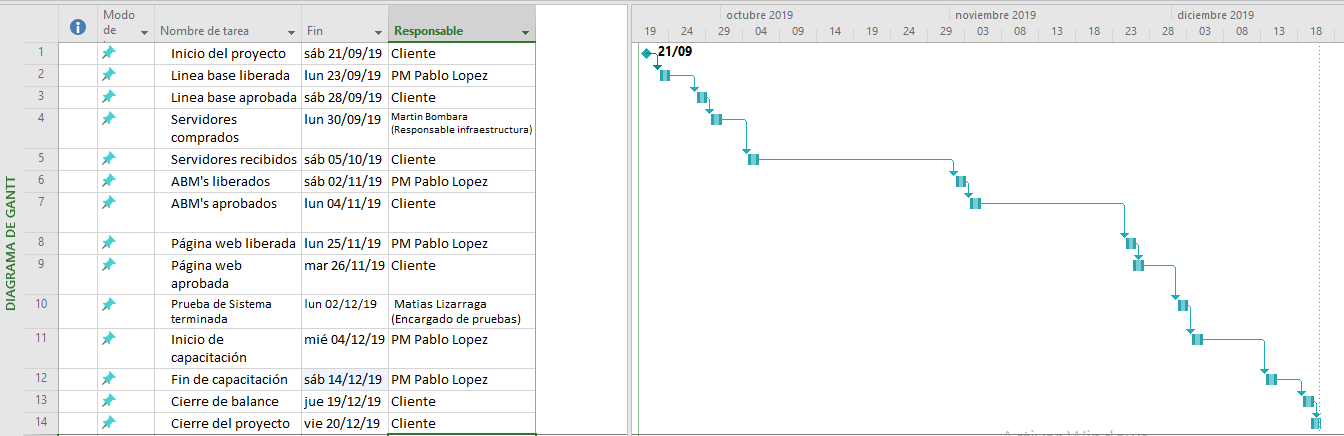 octubre 2019 noviembre 2019 diciembre 2019
Modo
de
Nombre de tarea Fin Responsable
19 24 29 04 09 14 19 24 29 03 08 13 18 23 28 03 08 13 18
1 Inicio del proyecto sáb 21/09/19 Cliente 21/09
2 Linea base liberada lun 23/09/19 PM Pablo Lopez
3 Linea base aprobada sáb 28/09/19 Cliente
4 Servidores lun 30/09/19 Martin Bombara
comprados (Responsable infraestructura)
5 Servidores recibidos sáb 05/10/19 Cliente
6 ABM's liberados sáb 02/11/19 PM Pablo Lopez
7 ABM's aprobados lun 04/11/19 Cliente
8 Página web liberada lun 25/11/19 PM Pablo Lopez
9 Página web mar 26/11/19 Cliente
aprobada
10 Prueba de Sistema lun 02/12/19 Matias Lizarraga
terminada (Encargado de pruebas)
11 Inicio de mié 04/12/19 PM Pablo Lopez
capacitación
12 Fin de capacitación sáb 14/12/19 PM Pablo Lopez
13 Cierre de balance jue 19/12/19 Cliente
14 Cierre del proyecto vie 20/12/19 Cliente
DIAGRAMA DE GANTT